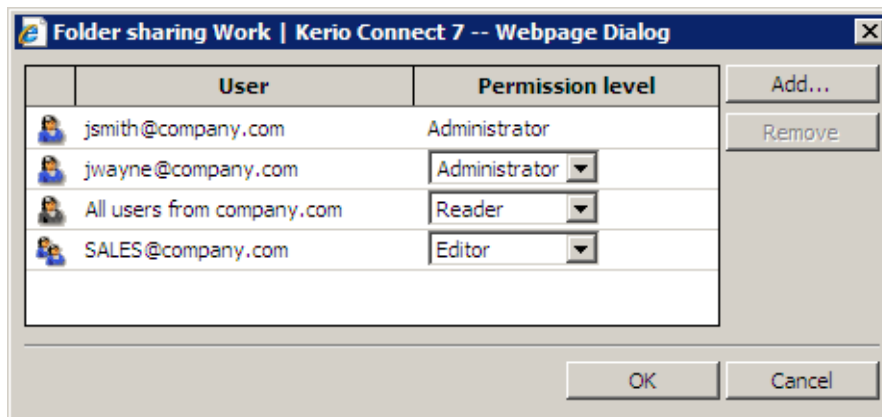 Folder sharing Work | Kerio Connect 7 -- Webpage Dialog
User Permission level Add...
jsmith@company.com Administrator Remove
jwayne@company.com Administrator
All users from company.com Reader
SALES@company.com Editor
OK Cancel